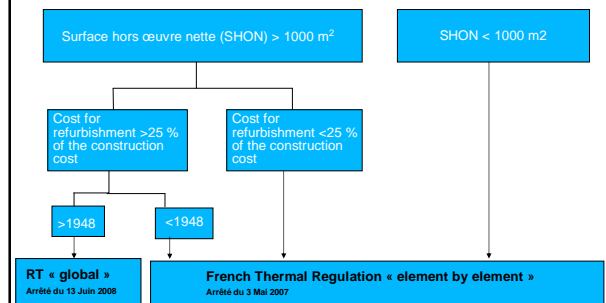 Surface hors œuvre nette (SHON) > 1000 m²
SHON < 1000 m2
Cost for
refurbishment >25 %
of the construction
cost
Cost for
refurbishment <25 %
of the construction
cost
>1948
<1948
RT « global »
Arrêté du 13 Juin 2008
French Thermal Regulation « element by element »
Arrêté du 3 Mai 2007